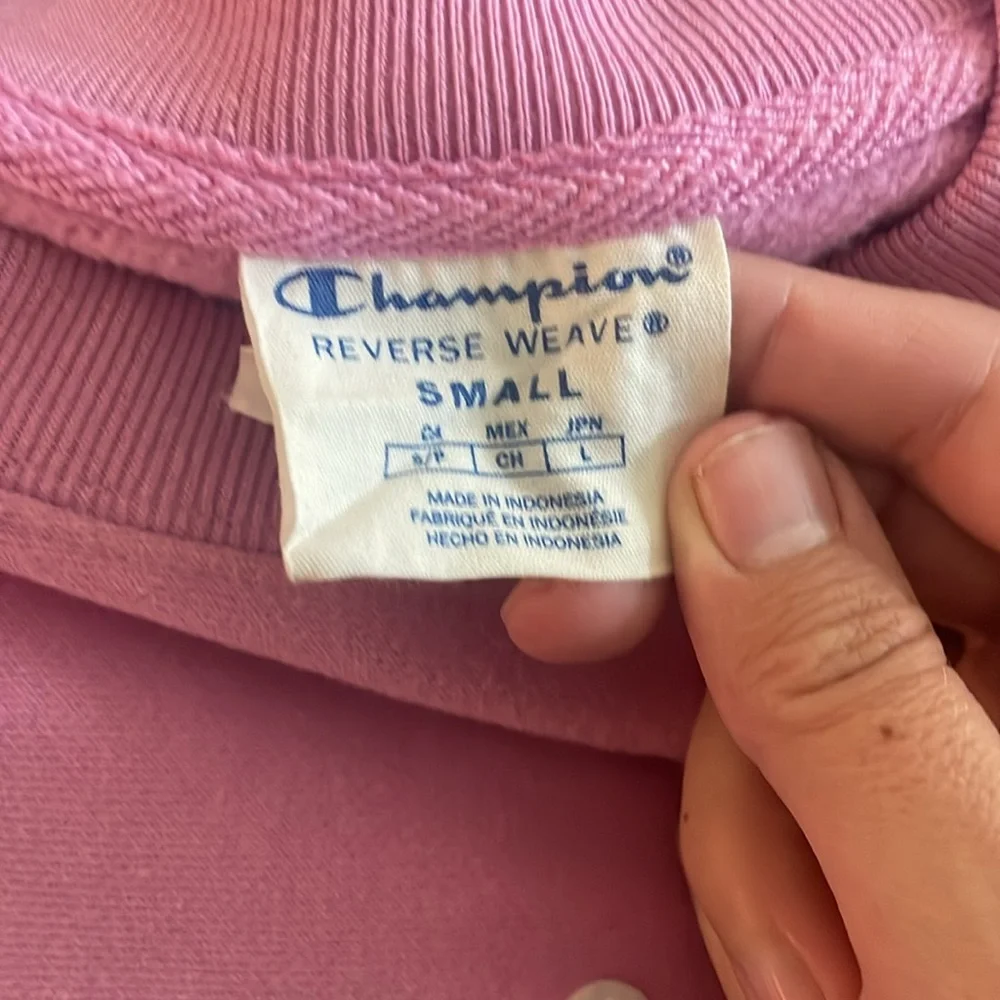 Champion®
REVERSE WEAVE®
SMALL
MEX JPN
S/P CH L
MADE IN INDONESIA
FABRIQUÉ EN INDONÉSIE
HECHO EN INDONESIA